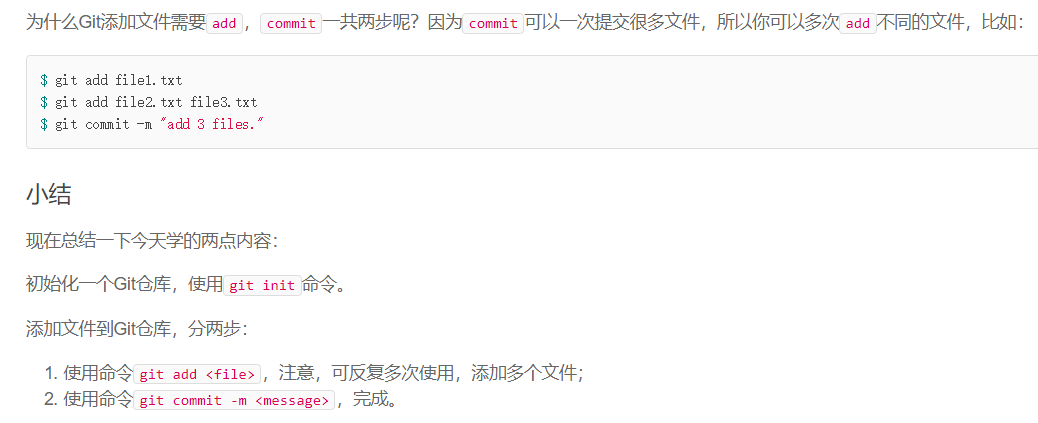 为什么Git添加文件需要add，commit一共两步呢？因为commit可以一次提交很多文件，所以你可以多次add不同的文件，比如：
$ git add file1.txt
$ git add file2.txt file3.txt
$ git commit -m "add 3 files."
小结
现在总结一下今天学的两点内容：
初始化一个Git仓库，使用git init命令。
添加文件到Git仓库，分两步：
1. 使用命令git add <file>，注意，可反复多次使用，添加多个文件；
2. 使用命令git commit -m <message>，完成。